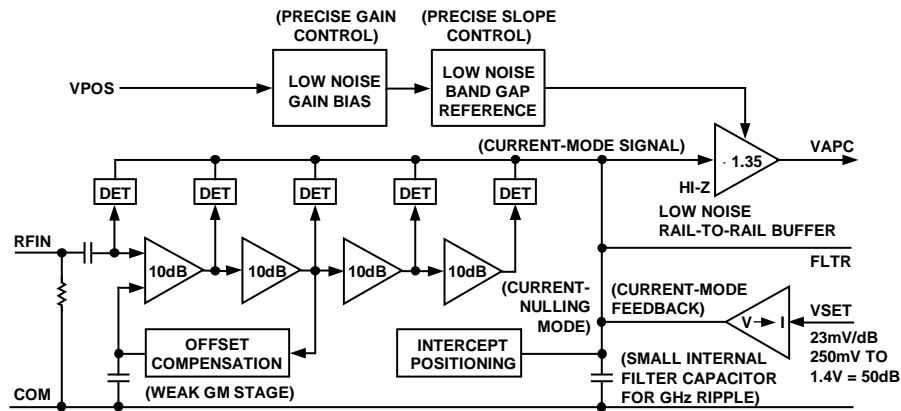 (PRECISE GAIN
CONTROL)
(PRECISE SLOPE
CONTROL)
VPOS
LOW NOISE
GAIN BIAS
LOW NOISE
BAND GAP
REFERENCE
(CURRENT-MODE SIGNAL)
· 1.35
VAPC
HI-Z
DET
DET
DET
DET
DET
LOW NOISE
RAIL-TO-RAIL BUFFER
RFIN
FLTR
10dB
10dB
10dB
10dB
(CURRENT-
NULLING
MODE)
(CURRENT-MODE
FEEDBACK)
V I
VSET
23mV/dB
250mV TO
1.4V = 50dB
OFFSET
COMPENSATION
INTERCEPT
POSITIONING
(SMALL INTERNAL
FILTER CAPACITOR
FOR GHz RIPPLE)
COM
(WEAK GM STAGE)